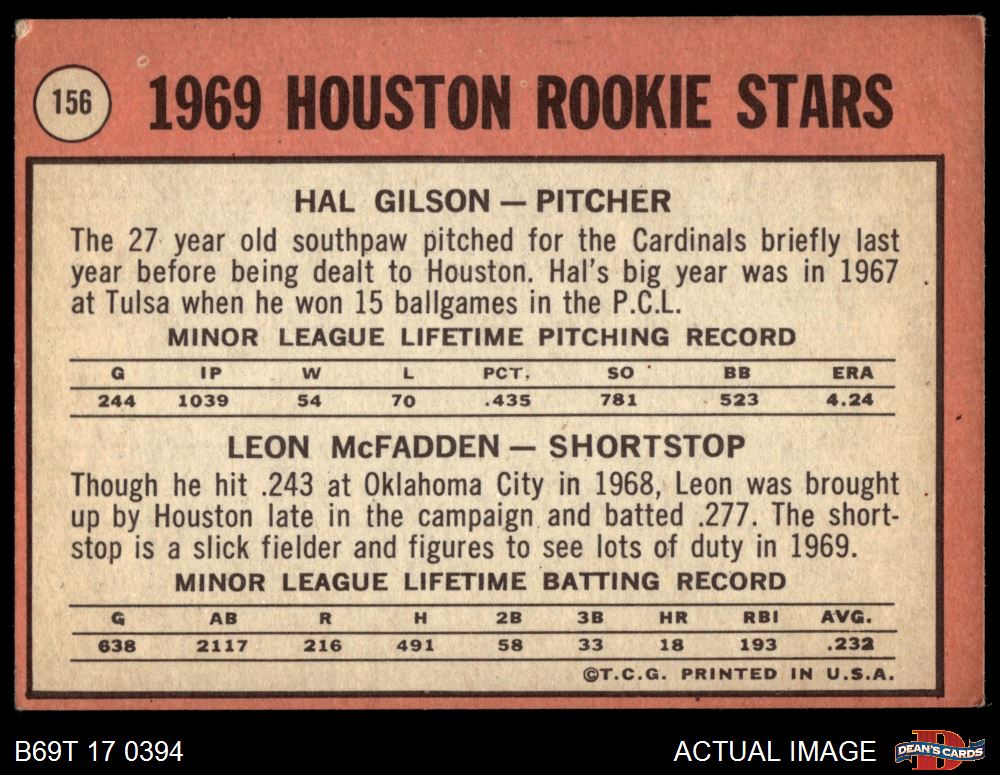 156
1969 HOUSTON ROOKIE STARS
HAL GILSON — PITCHER
The 27 year old southpaw pitched for the Cardinals briefly last
year before being dealt to Houston. Hal's big year was in 1967
at Tulsa when he won 15 ballgames in the P.C.L.
MINOR LEAGUE LIFETIME PITCHING RECORD
G IP W L PCT. SO BB ERA
244 1039 54 70 .435 781 523 4.24
LEON McFADDEN — SHORTSTOP
Though he hit .243 at Oklahoma City in 1968, Leon was brought
up by Houston late in the campaign and batted .277. The short-
stop is a slick fielder and figures to see lots of duty in 1969.
MINOR LEAGUE LIFETIME BATTING RECORD
G AB R H 2B 3B HR RBI AVG.
638 2117 216 491 58 33 18 193 .232
©T.C.G. PRINTED IN U.S.A.
B69T 17 0394
ACTUAL IMAGE
D
DEAN'S CARDS